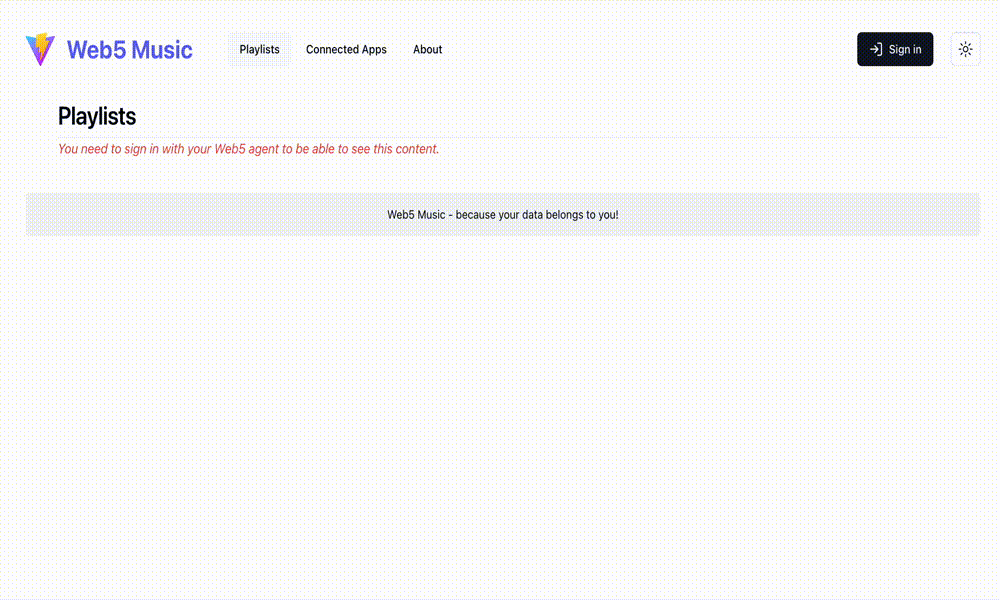 Web5 Music
Playlists
Connected Apps
About
Sign in
Playlists
You need to sign in with your Web5 agent to be able to see this content.
Web5 Music - because your data belongs to you!